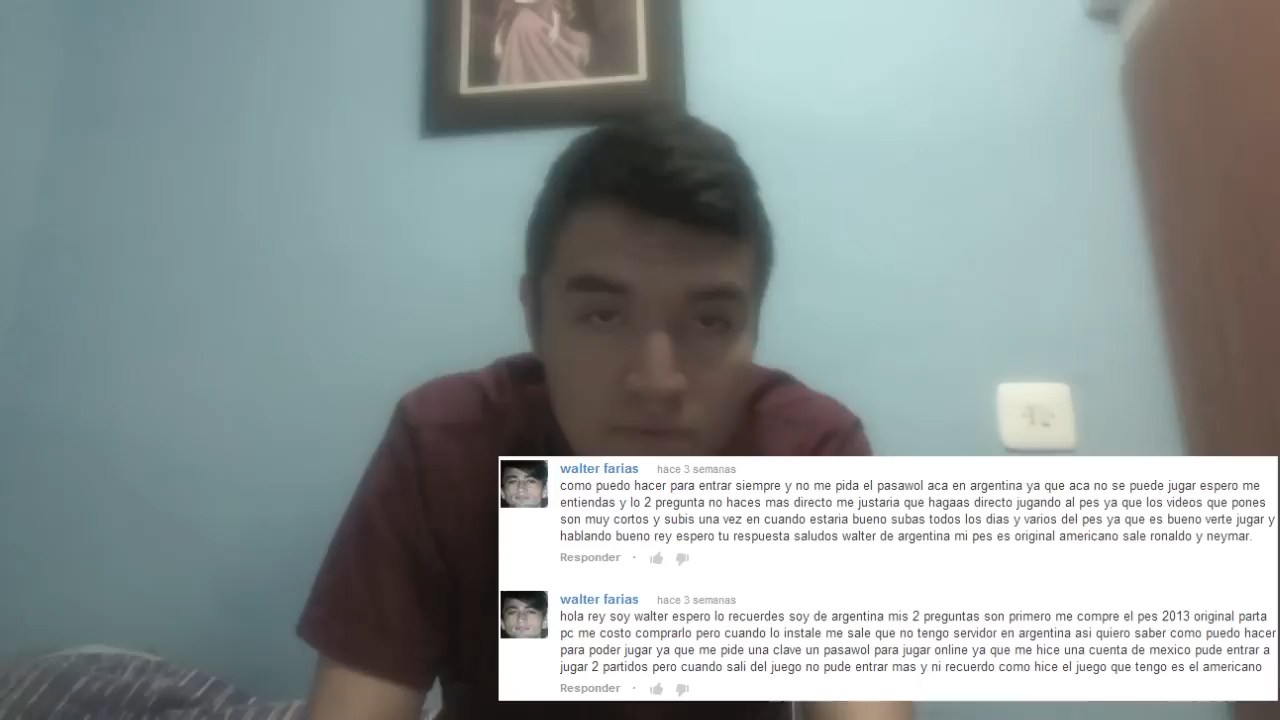 walter farias hace 3 semanas
como puedo hacer para entrar siempre y no me pida el pasawol aca en argentina ya que aca no se puede jugar espero me
entiendas y lo 2 pregunta no haces mas directo me justaria que hagaas directo jugando al pes ya que los videos que pones
son muy cortos y subis una vez en cuando estaria bueno subas todos los dias y varios del pes ya que es bueno verte jugar y
hablando bueno rey espero tu respuesta saludos walter de argentina mi pes es original americano sale ronaldo y neymar.
Responder ·
walter farias hace 3 semanas
hola rey soy walter espero lo recuerdes soy de argentina mis 2 preguntas son primero me compre el pes 2013 original parta
pc me costo comprarlo pero cuando lo instale me sale que no tengo servidor en argentina asi quiero saber como puedo hacer
para poder jugar ya que me pide una clave un pasawol para jugar online ya que me hice una cuenta de mexico pude entrar a
jugar 2 partidos pero cuando sali del juego no pude entrar mas y ni recuerdo como hice el juego que tengo es el americano
Responder ·